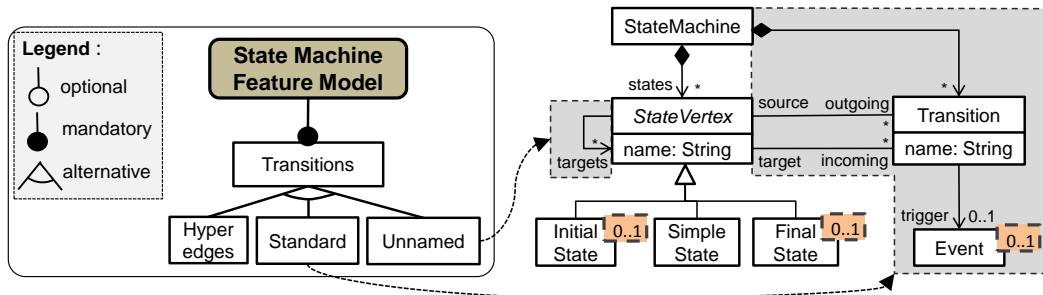 Legend :
optional
mandatory
alternative
State Machine
Feature Model
Transitions
Hyper
edges
Standard
Unnamed
StateMachine
states
*
*
StateVertex
name: String
*
targets
source
outgoing
*
*
target
incoming
Transition
name: String
trigger
0..1
Initial
State
0..1
Simple
State
Final
State
0..1
Event
0..1